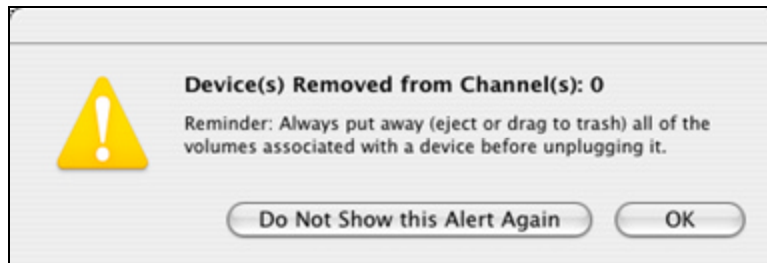 Device(s) Removed from Channel(s): 0
Reminder: Always put away (eject or drag to trash) all of the
volumes associated with a device before unplugging it.
Do Not Show this Alert Again OK